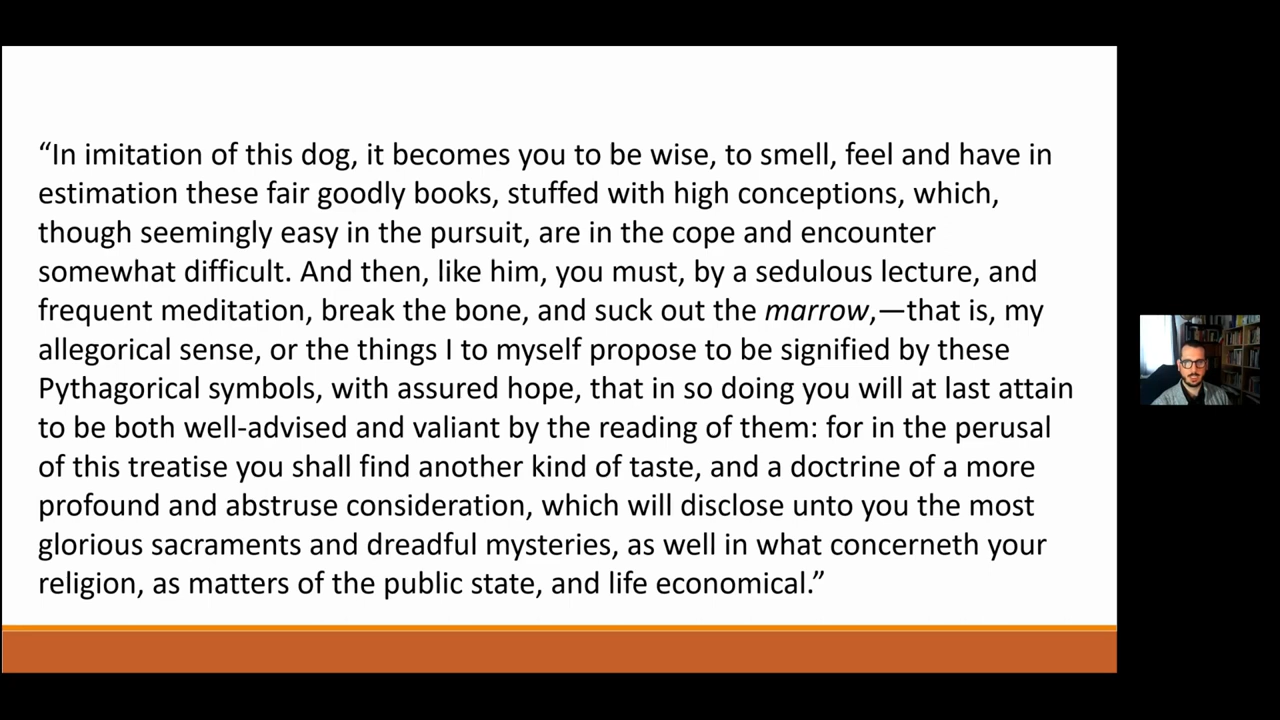 “In imitation of this dog, it becomes you to be wise, to smell, feel and have in
estimation these fair goodly books, stuffed with high conceptions, which,
though seemingly easy in the pursuit, are in the cope and encounter
somewhat difficult. And then, like him, you must, by a sedulous lecture, and
frequent meditation, break the bone, and suck out the marrow,—that is, my
allegorical sense, or the things I to myself propose to be signified by these
Pythagorical symbols, with assured hope, that in so doing you will at last attain
to be both well-advised and valiant by the reading of them: for in the perusal
of this treatise you shall find another kind of taste, and a doctrine of a more
profound and abstruse consideration, which will disclose unto you the most
glorious sacraments and dreadful mysteries, as well in what concerneth your
religion, as matters of the public state, and life economical.”